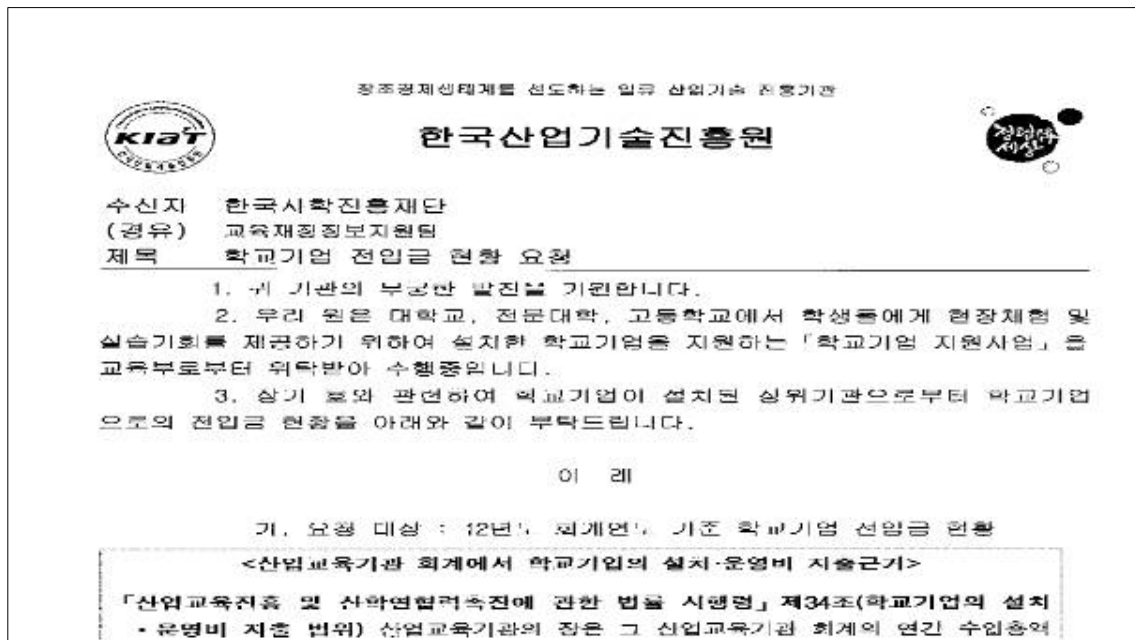 창조경제생태계를 선도하는 일류 산업기술 진흥기관
KIAT
한국산업기술진흥원
청렴한
세상
수신자 한국사학진흥재단
(경유) 교육재정정보지원팀
제목 학교기업 전입금 현황 요청
1. 귀 기관의 무궁한 발전을 기원합니다.
2. 우리 원은 대학교, 전문대학, 고등학교에서 학생들에게 현장체험 및
실습기회를 제공하기 위하여 설치한 학교기업을 지원하는 「학교기업 지원사업」을
교육부로부터 위탁받아 수행중입니다.
3. 상기 호와 관련하여 학교기업이 설치된 상위기관으로부터 학교기업
으로의 전입금 현황을 아래와 같이 부탁드립니다.
아 래
가. 요청 대상 : 12년도 회계연도 기준 학교기업 전입금 현황
<산업교육기관 회계에서 학교기업의 설치·운영비 지출근거>
「산업교육진흥 및 산학연협력촉진에 관한 법률 시행령」 제34조(학교기업의 설치
·운영비 지출 범위) 산업교육기관의 장은 그 산업교육기관 회계의 연간 수입총액